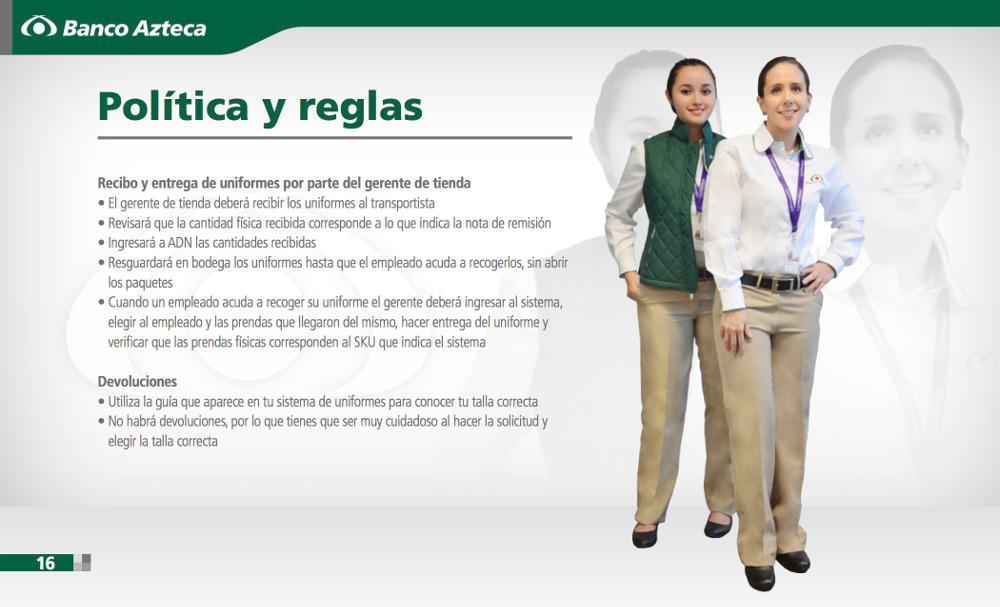 Banco Azteca
Política y reglas
Recibo y entrega de uniformes por parte del gerente de tienda
• El gerente de tienda deberá recibir los uniformes al transportista
• Revisará que la cantidad física recibida corresponde a lo que indica la nota de remisión
• Ingresará a ADN las cantidades recibidas
• Resguardará en bodega los uniformes hasta que el empleado acuda a recogerlos, sin abrir
los paquetes
• Cuando un empleado acuda a recoger su uniforme el gerente deberá ingresar al sistema,
elegir al empleado y las prendas que llegaron del mismo, hacer entrega del uniforme y
verificar que las prendas físicas corresponden al SKU que indica el sistema
Devoluciones
• Utiliza la guía que aparece en tu sistema de uniformes para conocer tu talla correcta
• No habrá devoluciones, por lo que tienes que ser muy cuidadoso al hacer la solicitud y
elegir la talla correcta
16